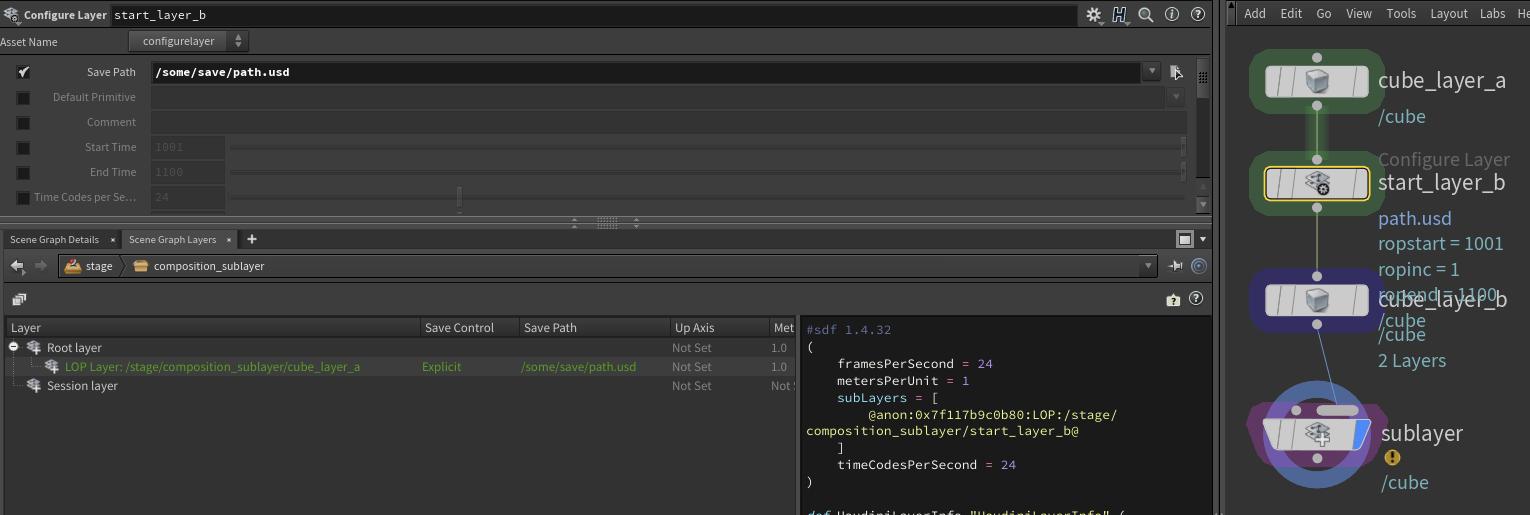 Configure Layer start_layer_b
Asset Name configurelayer
Save Path /some/save/path.usd
Default Primitive
Comment
Start Time 1001
End Time 1100
Time Codes per Se... 24
Scene Graph Details × Scene Graph Layers × +
stage composition_sublayer
Layer Save Control Save Path Up Axis Met
Root layer Not Set 1.0
LOP Layer: /stage/composition_sublayer/cube_layer_a Explicit /some/save/path.usd Not Set 1.0
Session layer Not Set Not
#sdf 1.4.32
(
framesPerSecond = 24
metersPerUnit = 1
subLayers = [
@anon:0x7f117b9c0b80:LOP:/stage/
composition_sublayer/start_layer_b@
]
timeCodesPerSecond = 24
)
def HoudiniLayerInfo "HoudiniLayerInfo" (
Add Edit Go View Tools Layout Labs He
cube_layer_a
/cube
Configure Layer
start_layer_b
path.usd
ropstart = 1001
ropinc = 1
ropend = 1100
cube_layer_b
/cube
/cube
2 Layers
sublayer
/cube